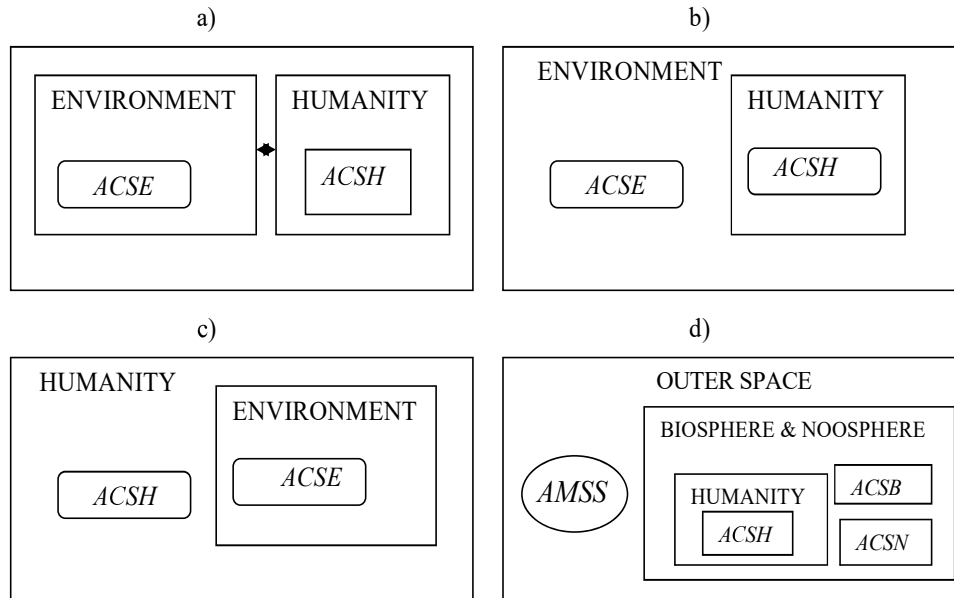 a)
ENVIRONMENT
HUMANITY
ACSE
ACSH
b)
ENVIRONMENT
HUMANITY
ACSE
ACSH
c)
HUMANITY
ENVIRONMENT
ACSH
ACSE
d)
OUTER SPACE
BIOSPHERE & NOOSPHERE
AMSS
HUMANITY
ACSB
ACSH
ACSN